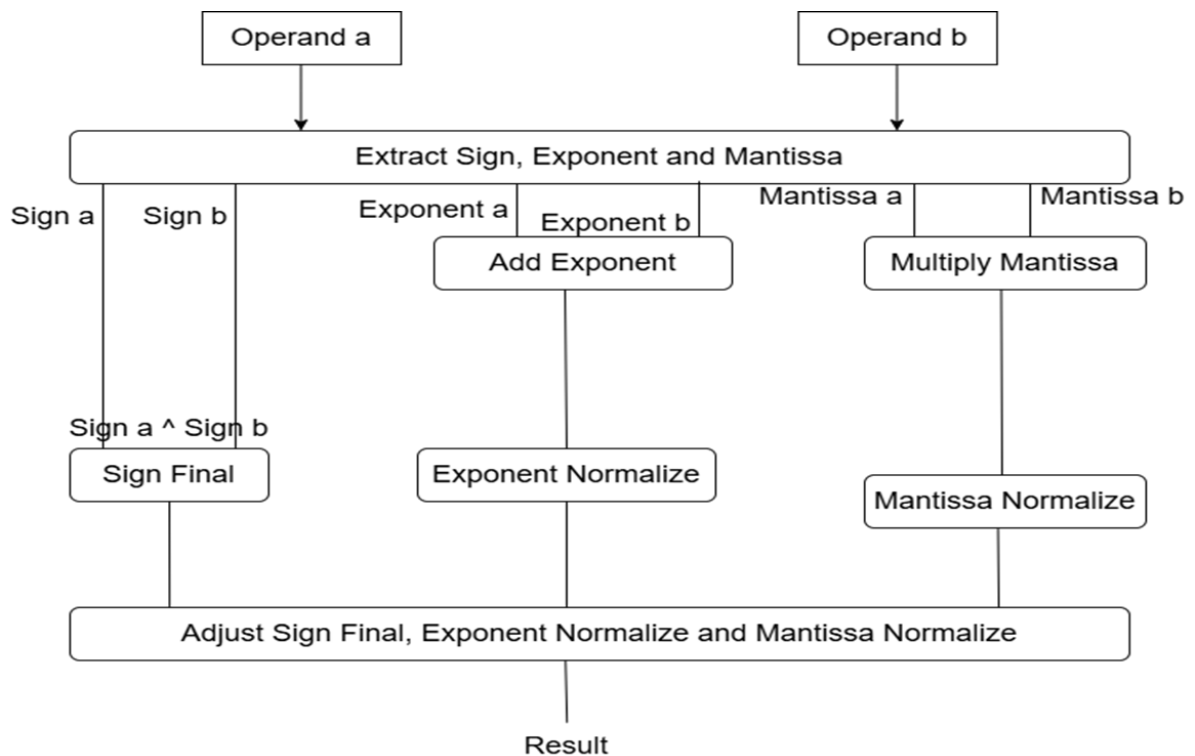 Operand a
Operand b
Extract Sign, Exponent and Mantissa
Sign a
Sign b
Exponent a
Exponent b
Mantissa a
Mantissa b
Add Exponent
Multiply Mantissa
Sign a ^ Sign b
Sign Final
Exponent Normalize
Mantissa Normalize
Adjust Sign Final, Exponent Normalize and Mantissa Normalize
Result